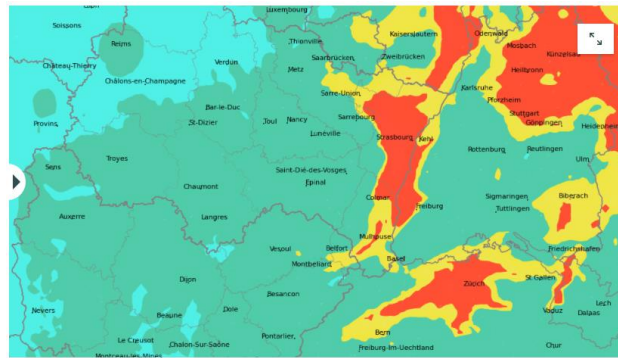 Luxembourg
Soissons
Kaiserslautern
Odenwald
Reims
Thionville
Mosbach
Künzelsau
Verdun
Saarbrücken
Zweibrücken
Château-Thierry
Metz
Heilbronn
Châlons-en-Champagne
Karlsruhe
Sarre-Union
Pforzheim
Bar-le-Duc
Stuttgart
Provins
St-Dizier
Toul
Nancy
Sarrebourg
Göppingen
Heidenheim
Lunéville
Strasbourg
Kehl
Rottenburg
Reutlingen
Troyes
Ulm
Sens
Saint-Dié-des-Vosges
Epinal
Chaumont
Colmar
Sigmaringen
Biberach
Freiburg
Tuttlingen
Auxerre
Langres
Mulhouse
Vesoul
Belfort
Friedrichshafen
Basel
Montbéliard
Dijon
St.Gallen
Zürich
Besancon
Lech
Nevers
Beaune
Dole
Vaduz
Dalaas
Bern
Pontarlier
Le Creusot
Chalon-Sur-Saône
Freiburg-Im-Uechtland
Chur
Montceau-les-Mines